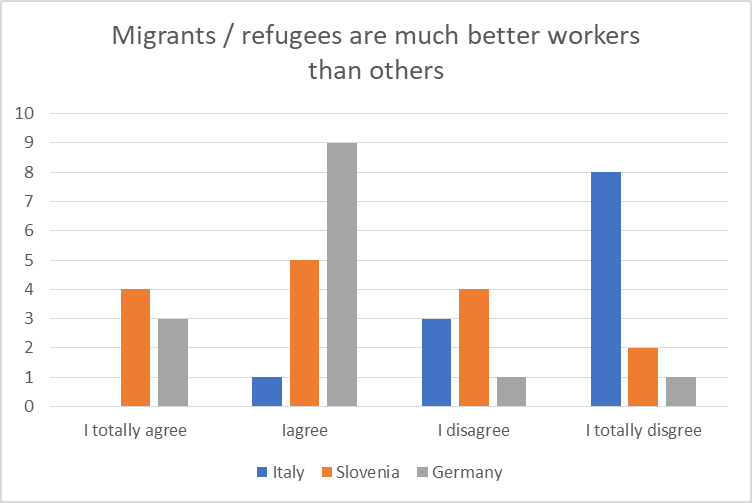 Migrants / refugees are much better workers
than others
10
9
8
7
6
5
4
3
2
1
0
I totally agree Iagree I disagree I totally disgree
Italy Slovenia Germany